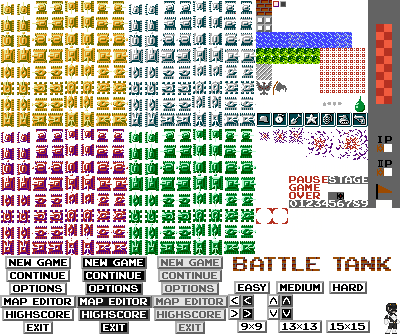 IP
IP
PAUSE STAGE
GAME
OVER
0123456789
NEW GAME NEW GAME NEW GAME
BATTLE TANK
CONTINUE CONTINUE CONTINUE
OPTIONS OPTIONS OPTIONS
EASY MEDIUM HARD
MAP EDITOR MAP EDITOR MAP EDITOR
< < ∧ ∧
HIGHSCORE HIGHSCORE HIGHSCORE
> > ∨ ∨
EXIT EXIT EXIT
9×9 13×13 15×15